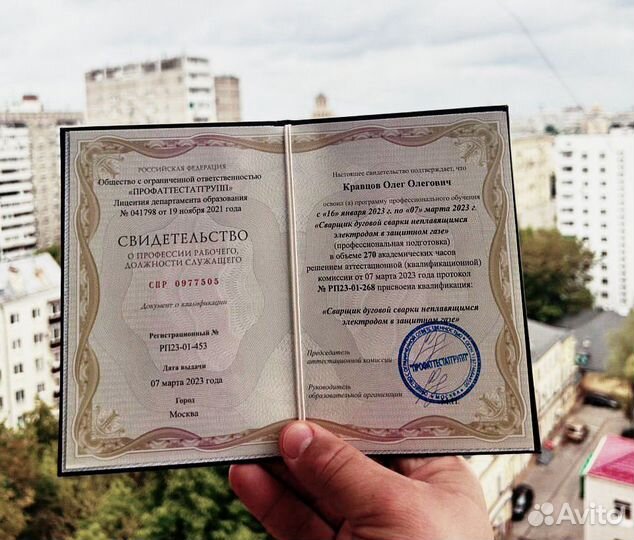 РОССИЙСКАЯ ФЕДЕРАЦИЯ
Общество с ограниченной ответственностью
«ПРОФАТТЕСТАТГРУПП»
Лицензия департамента образования
№ 041798 от 19 ноября 2021 года
СВИДЕТЕЛЬСТВО
О ПРОФЕССИИ РАБОЧЕГО,
ДОЛЖНОСТИ СЛУЖАЩЕГО
СПР 0977505
Документ о квалификации
Регистрационный №
РП23-01-453
Дата выдачи
07 марта 2023 года
Город
Москва
Настоящее свидетельство подтверждает, что
Кравцов Олег Олегович
освоил (а) программу профессионального обучения
с «16» января 2023 г. по «07» марта 2023 г.
«Сварщик дуговой сварки неплавящимся
электродом в защитном газе»
(профессиональная подготовка)
в объеме 270 академических часов
решением аттестационной (квалификационной)
комиссии от 07 марта 2023 года протокол
№ РП23-01-268 присвоена квалификация:
«Сварщик дуговой сварки неплавящимся
электродом в защитном газе»
Председатель
аттестационной комиссии
Руководитель
образовательной организации
"ПРОФАТТЕСТАТГРУПП"
МОСКВА
Avito